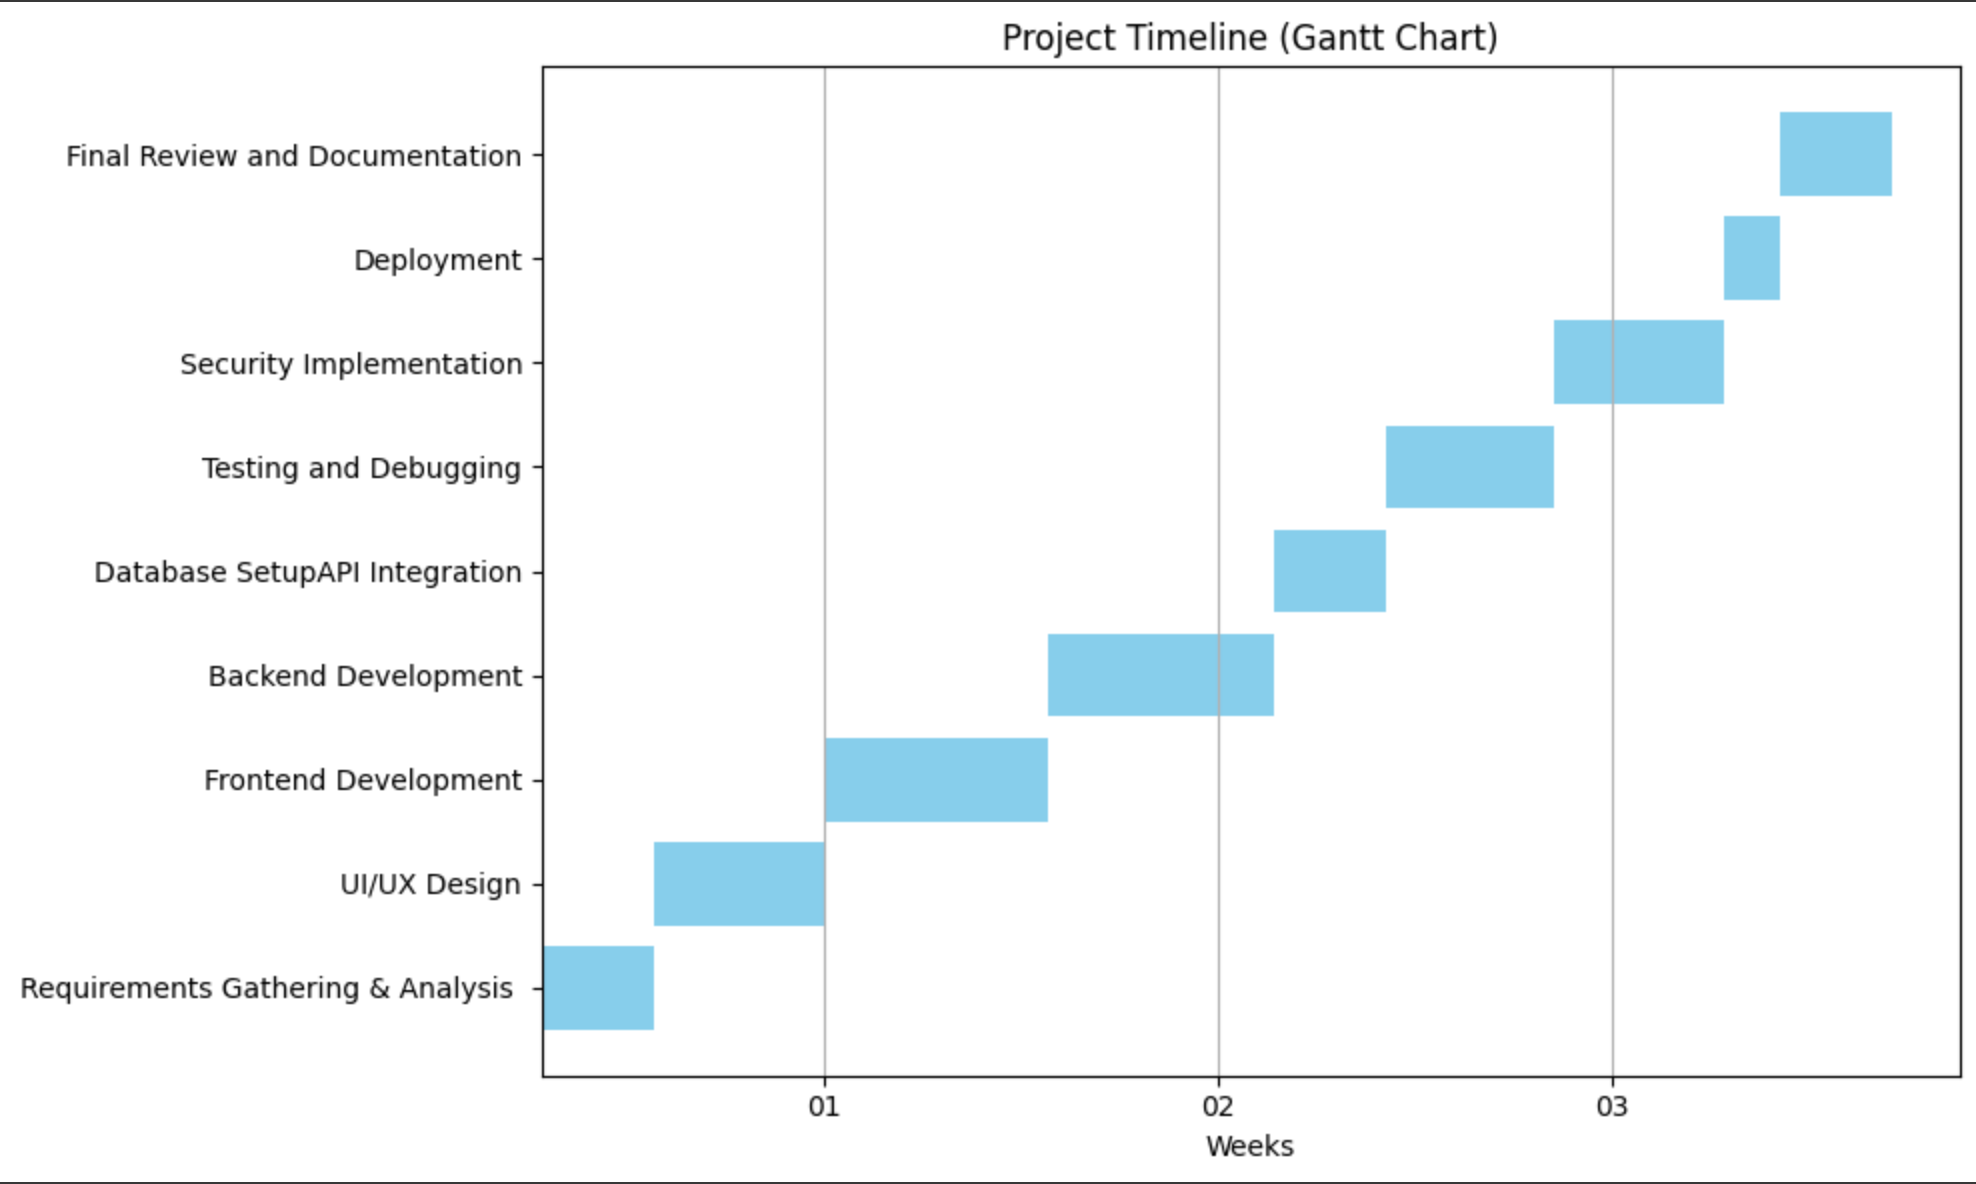 Project Timeline (Gantt Chart)
Final Review and Documentation
Deployment
Security Implementation
Testing and Debugging
Database SetupAPI Integration
Backend Development
Frontend Development
UI/UX Design
Requirements Gathering & Analysis
01 02 03
Weeks